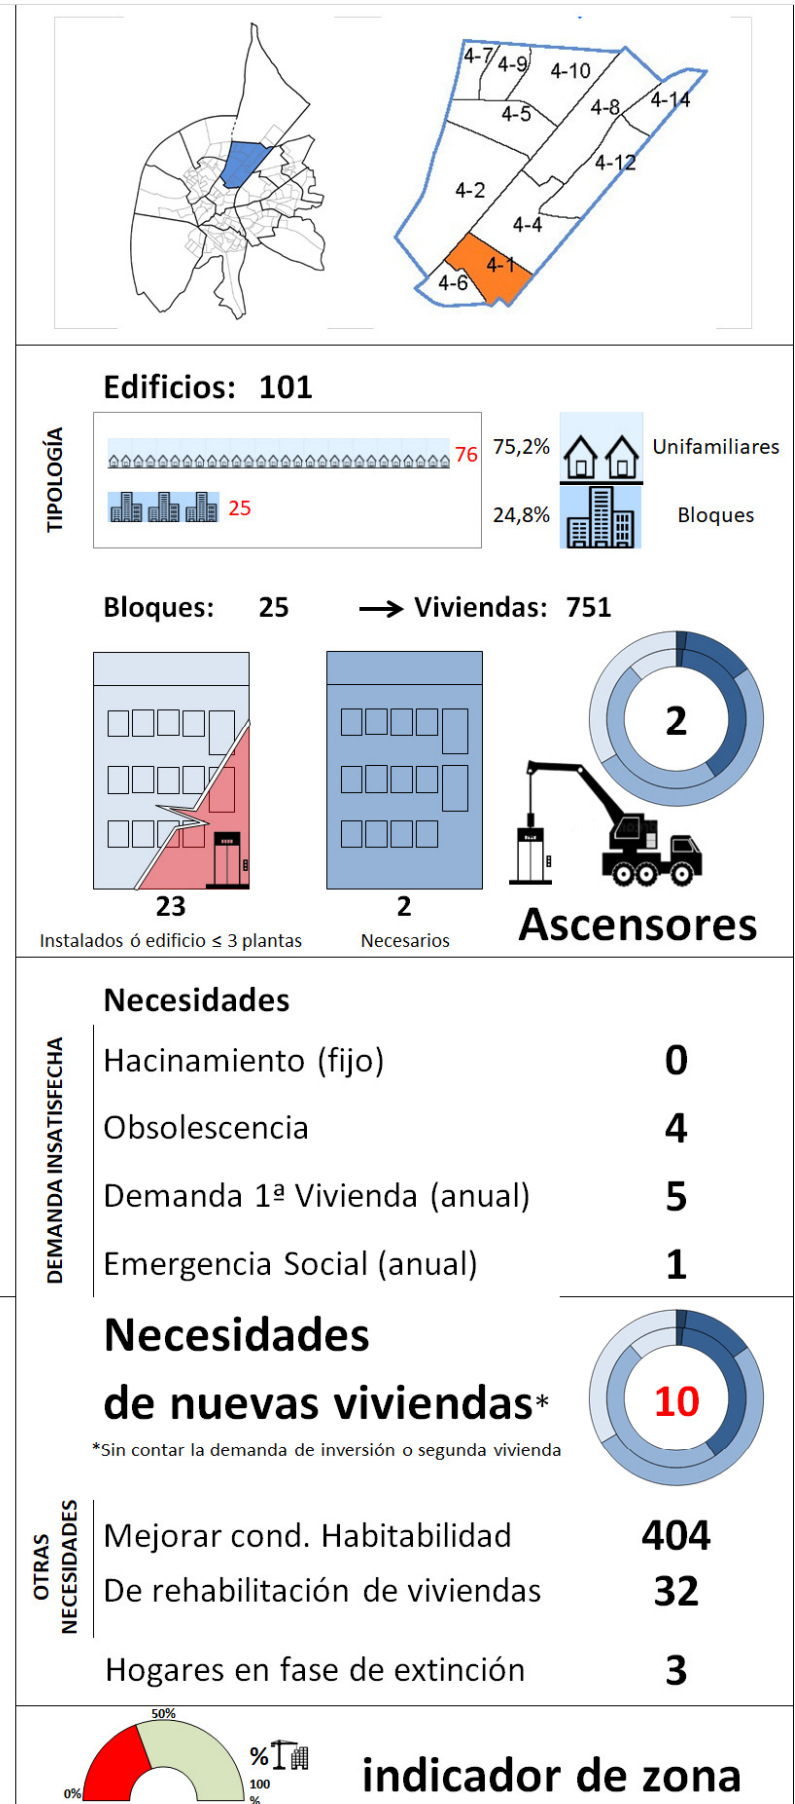 4-7
4-9
4-10
4-5
4-8
4-14
4-12
4-2
4-4
4-1
4-6
TIPOLOGÍA
Edificios: 101
76
75,2%
Unifamiliares
25
24,8%
Bloques
Bloques: 25
Viviendas: 751
2
23
Instalados ó edificio ≤ 3 plantas
2
Necesarios
Ascensores
DEMANDA INSATISFECHA
Necesidades
Hacinamiento (fijo) 0
Obsolescencia 4
Demanda 1ª Vivienda (anual) 5
Emergencia Social (anual) 1
Necesidades
de nuevas viviendas*
10
*Sin contar la demanda de inversión o segunda vivienda
OTRAS
NECESIDADES
Mejorar cond. Habitabilidad 404
De rehabilitación de viviendas 32
Hogares en fase de extinción 3
50%
%
0%
100
%
indicador de zona